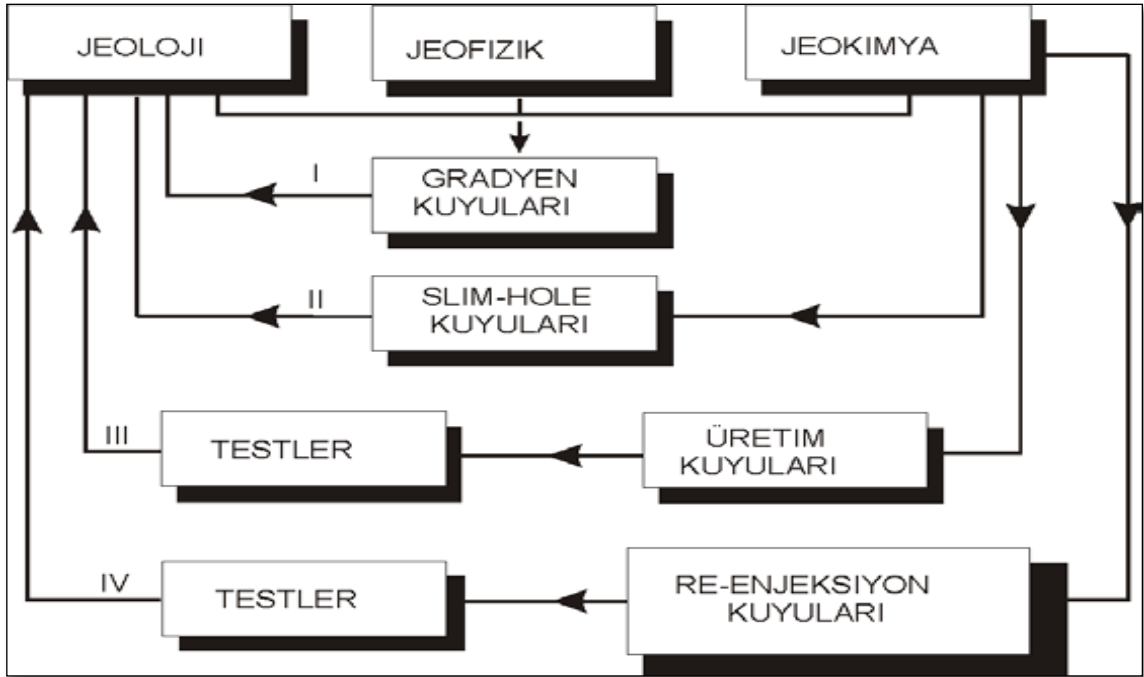 JEOLOJI
JEOFIZIK
JEOKIMYA
I
GRADYEN
KUYULARI
II
SLIM-HOLE
KUYULARI
III
TESTLER
ÜRETIM
KUYULARI
IV
TESTLER
RE-ENJEKSIYON
KUYULARI